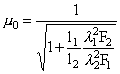 μ₀ = 1 / √(1 + (l₁/l₂)(λ₁²F₂/λ₂²F₁))